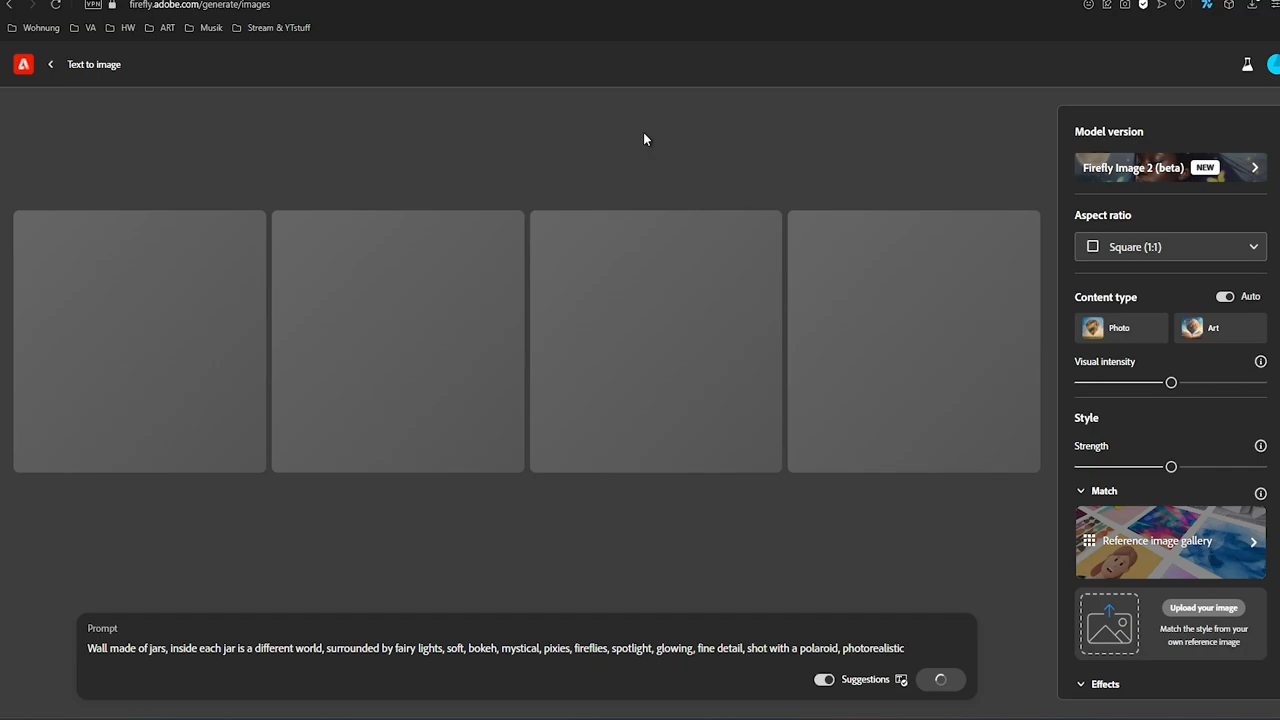 VPN firefly.adobe.com/generate/images
Wohnung VA HW ART Musik Stream & YTstuff
Text to image
Model version
Firefly Image 2 (beta) NEW
Aspect ratio
Square (1:1)
Content type Auto
Photo Art
Visual intensity
Style
Strength
Match
Reference image gallery
Upload your image
Match the style from your
own reference image
Effects
Prompt
Wall made of jars, inside each jar is a different world, surrounded by fairy lights, soft, bokeh, mystical, pixies, fireflies, spotlight, glowing, fine detail, shot with a polaroid, photorealistic
Suggestions